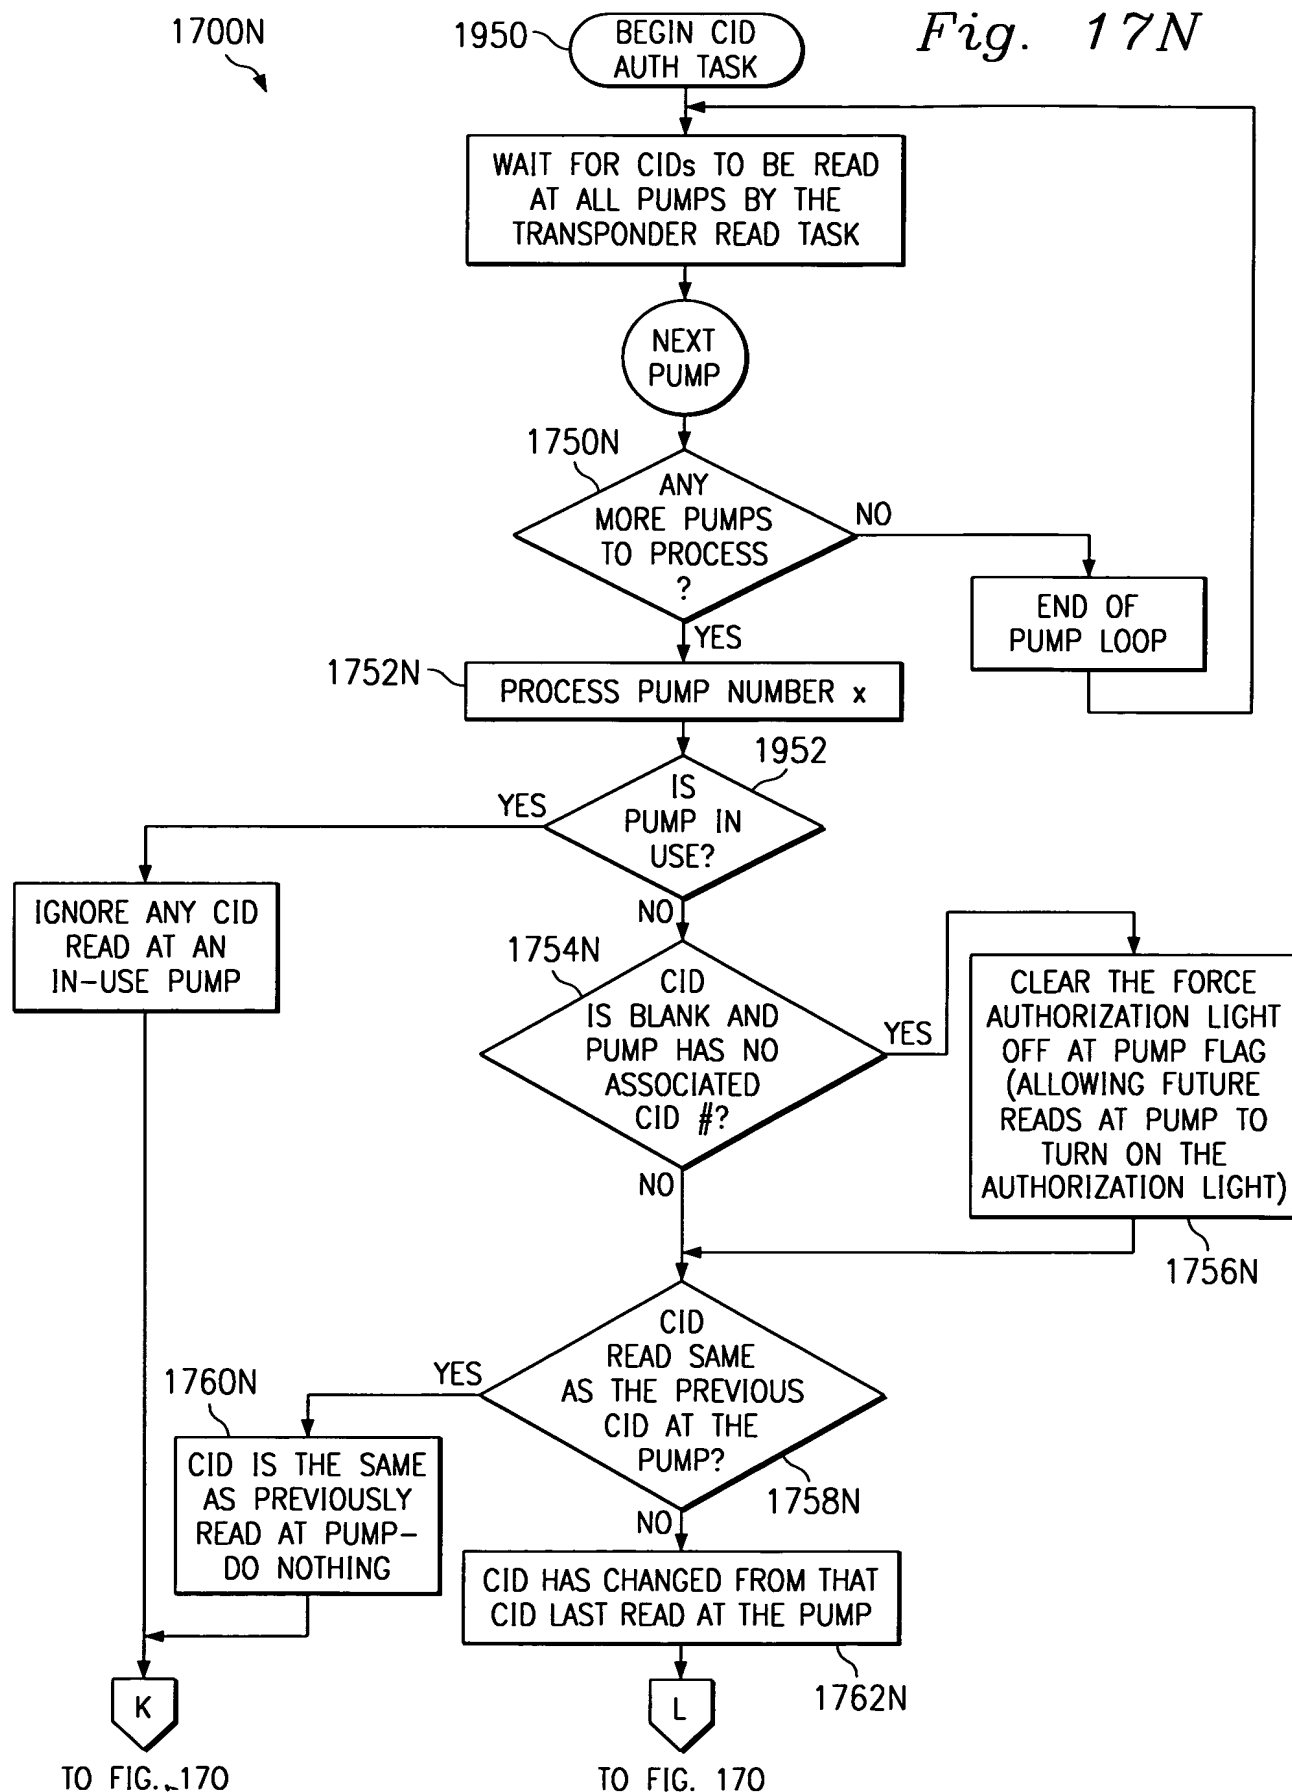 1700N
1950
BEGIN CID
AUTH TASK
Fig. 17N
WAIT FOR CIDs TO BE READ
AT ALL PUMPS BY THE
TRANSPONDER READ TASK
NEXT
PUMP
1750N
ANY
MORE PUMPS
TO PROCESS
?
NO
END OF
PUMP LOOP
YES
1752N
PROCESS PUMP NUMBER x
1952
IS
PUMP IN
USE?
YES
IGNORE ANY CID
READ AT AN
IN-USE PUMP
NO
1754N
CID
IS BLANK AND
PUMP HAS NO
ASSOCIATED
CID #?
YES
CLEAR THE FORCE
AUTHORIZATION LIGHT
OFF AT PUMP FLAG
(ALLOWING FUTURE
READS AT PUMP TO
TURN ON THE
AUTHORIZATION LIGHT)
1756N
NO
CID
READ SAME
AS THE PREVIOUS
CID AT THE
PUMP?
1758N
YES
1760N
CID IS THE SAME
AS PREVIOUSLY
READ AT PUMP-
DO NOTHING
NO
CID HAS CHANGED FROM THAT
CID LAST READ AT THE PUMP
1762N
K
TO FIG. 17O
L
TO FIG. 17O